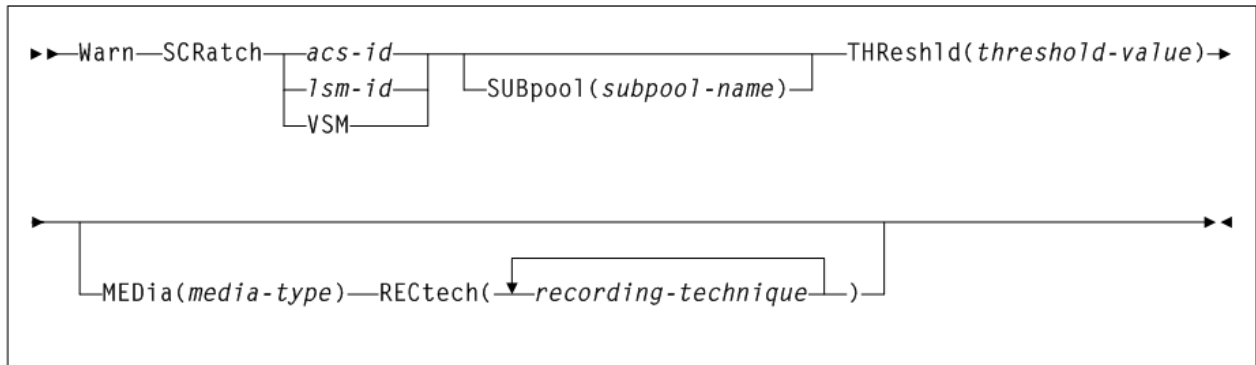 Warn SCRatch acs-id THReshld(threshold-value)
lsm-id SUBpool(subpool-name)
VSM
MEDia(media-type) RECtech( recording-technique )